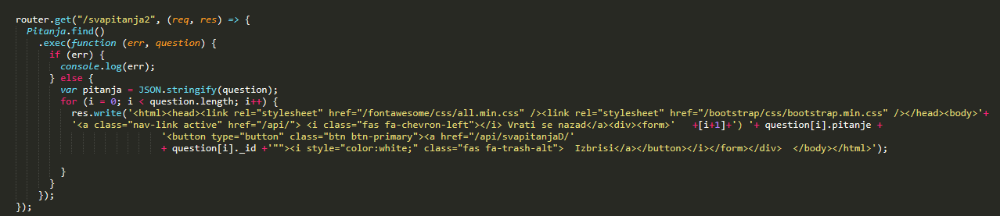 router.get("/svapitanja2", (req, res) => {
Pitanja.find()
.exec(function (err, question) {
if (err) {
console.log(err);
} else {
var pitanja = JSON.stringify(question);
for (i = 0; i < question.length; i++) {
res.write('<html><head><link rel="stylesheet" href="/fontawesome/css/all.min.css" /><link rel="stylesheet" href="/bootstrap/css/bootstrap.min.css" /></head><body>'+
'<a class="nav-link active" href="/api/"> <i class="fas fa-chevron-left"></i> Vrati se nazad</a><div><form>' +[i+1]+') '+ question[i].pitanje +
'<button type="button" class="btn btn-primary"><a href="/api/svapitanjaD/'
+ question[i]._id +'""><i style="color:white;" class="fas fa-trash-alt"> Izbrisi</a></button></i></form></div> </body></html>');
}
}
});
});